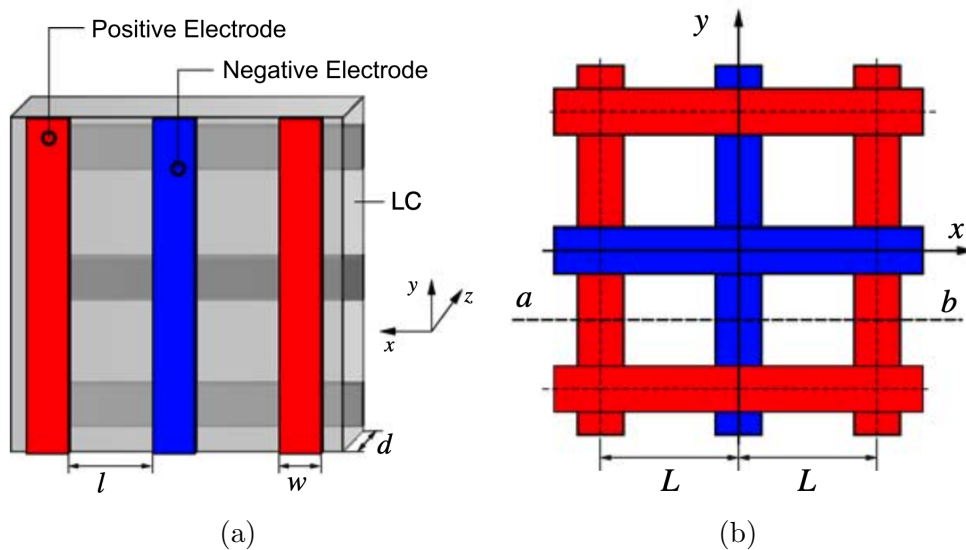 Positive Electrode
Negative Electrode
LC
y
z
x
d
l
w
(a)
y
x
a
b
L
L
(b)